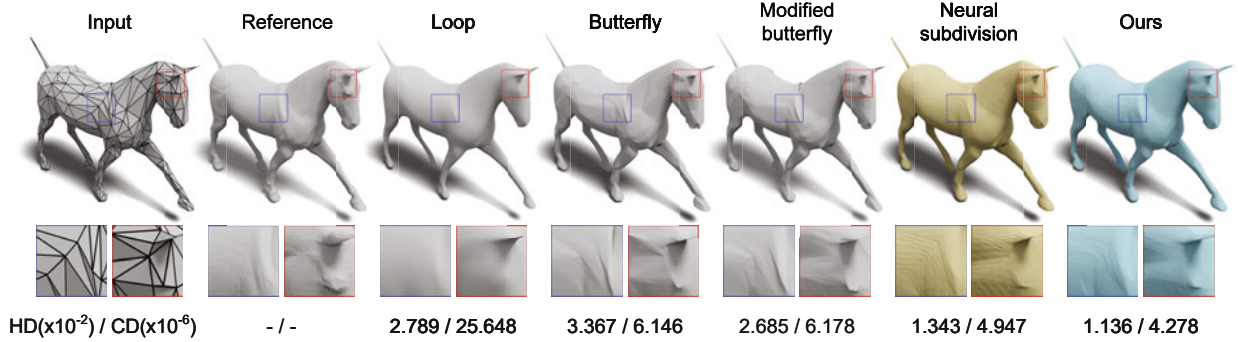 Input
Reference
Loop
Butterfly
Modified
butterfly
Neural
subdivision
Ours
HD(x10⁻²) / CD(x10⁻⁶)
- / -
2.789 / 25.648
3.367 / 6.146
2.685 / 6.178
1.343 / 4.947
1.136 / 4.278